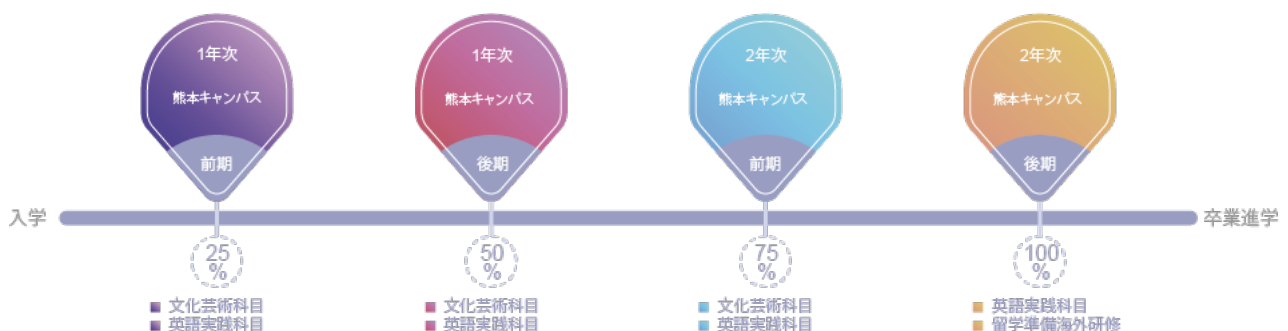 1年次
熊本キャンパス
前期
1年次
熊本キャンパス
後期
2年次
熊本キャンパス
前期
2年次
熊本キャンパス
後期
入学
卒業進学
25
%
50
%
75
%
100
%
文化芸術科目
英語実践科目
文化芸術科目
英語実践科目
文化芸術科目
英語実践科目
英語実践科目
留学準備海外研修